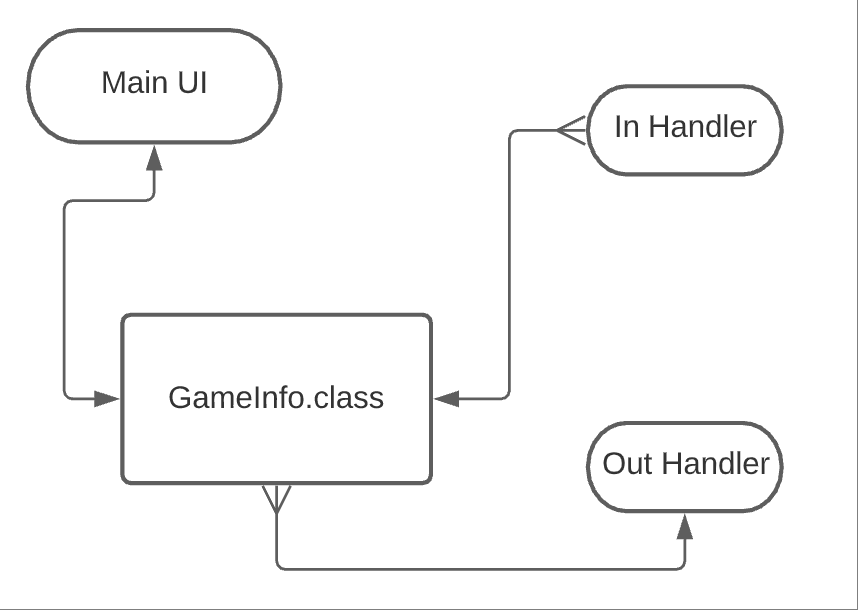 Main UI
In Handler
GameInfo.class
Out Handler